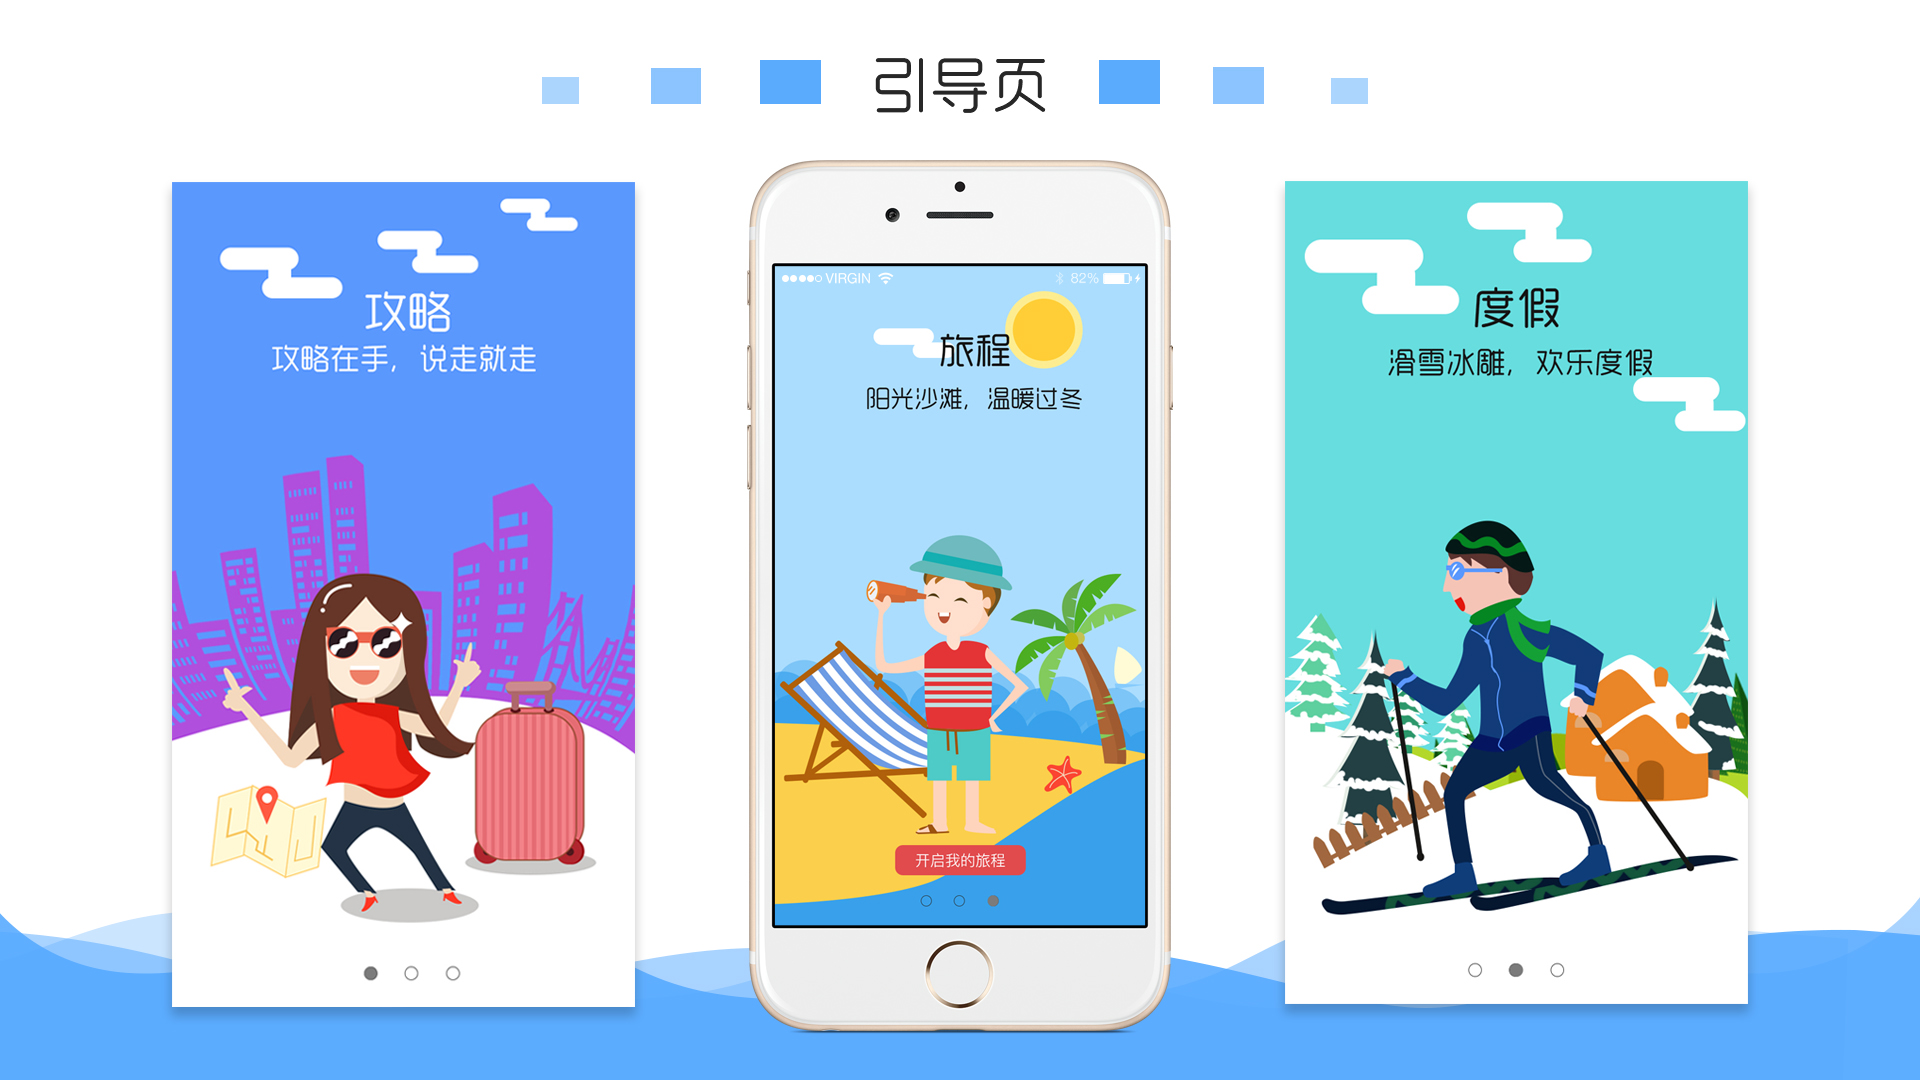 引导页
攻略
攻略在手，说走就走
VIRGIN 82%
旅程
阳光沙滩，温暖过冬
开启我的旅程
度假
滑雪冰雕，欢乐度假